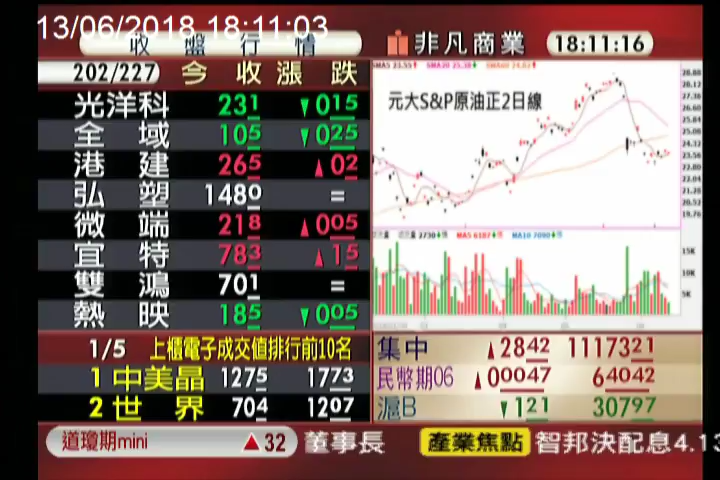 13/06/2018 18:11:03
收盤行情
非凡商業 18:11:16
202/227 今收 漲跌
光洋科 231 ▼015
全域 105 ▼025
港建 265 ▲02
弘塑 1480 =
微端 218 ▲005
宜特 783 ▲15
雙鴻 701 =
熱映 185 ▼005
元大S&P原油正2日線
1/5 上櫃電子成交值排行前10名
1 中美晶 1275 1773
2 世界 704 1207
集中 ▲2842 1117321
民幣期06 ▲00047 64042
滬B ▼121 30797
道瓊期mini ▲32 董事長 產業焦點 智邦決配息4.13